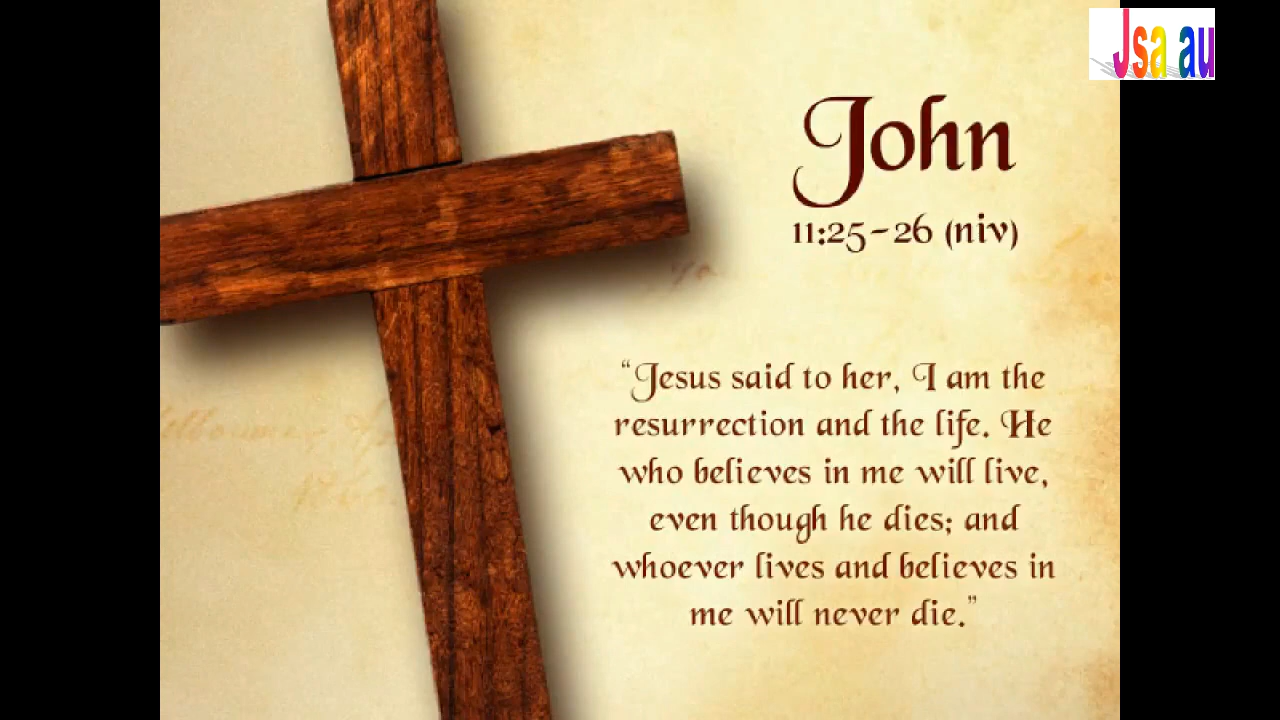 Jsa au
John
11:25-26 (niv)
"Jesus said to her, I am the
resurrection and the life. He
who believes in me will live,
even though he dies; and
whoever lives and believes in
me will never die."